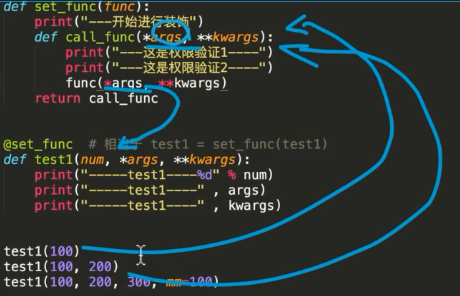 def set_func(func):
    print("---开始进行装饰")
    def call_func(*args, **kwargs):
        print("---这是权限验证1----")
        print("---这是权限验证2----")
        func(*args, **kwargs)
    return call_func
@set_func  # 相 test1 = set_func(test1)
def test1(num, *args, **kwargs):
    print("-----test1----%d" % num)
    print("-----test1----" , args)
    print("-----test1----" , kwargs)
test1(100)
test1(100, 200)
test1(100, 200, 300, mm=100)